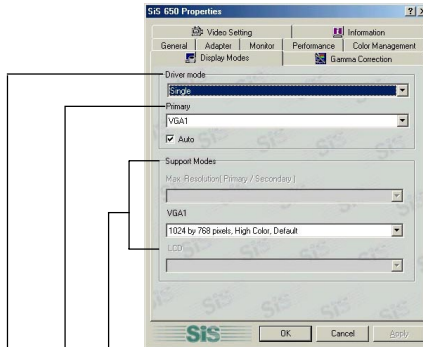 SiS 650 Properties
? x
Video Setting
Information
General
Adapter
Monitor
Performance
Color Management
Display Modes
Gamma Correction
Driver mode
Single
Primary
VGA1
Auto
Support Modes
Max. Resolution( Primary / Secondary )
VGA1
1024 by 768 pixels, High Color, Default
LCD
SiS
OK
Cancel
Apply